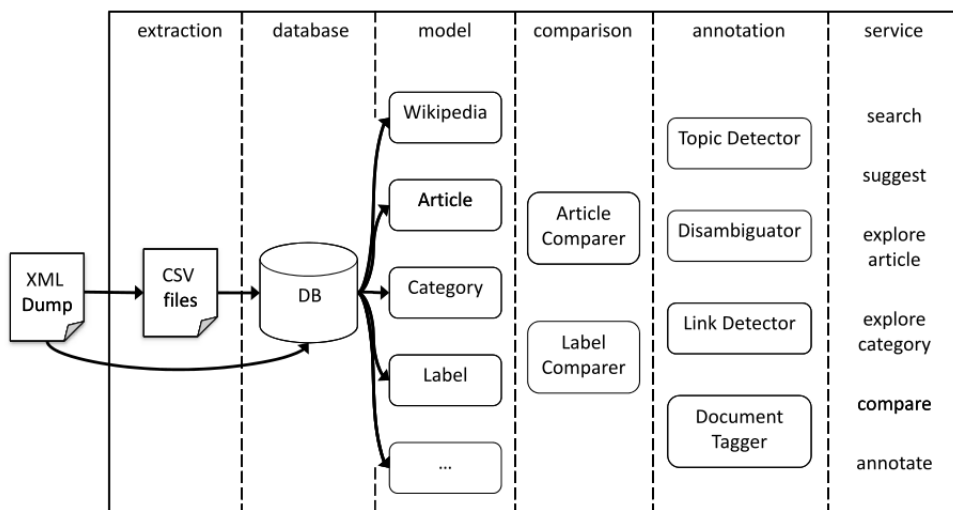 extraction
database
model
comparison
annotation
service
XML
Dump
CSV
files
DB
Wikipedia
Article
Category
Label
...
Article
Comparer
Label
Comparer
Topic Detector
Disambiguator
Link Detector
Document
Tagger
search
suggest
explore
article
explore
category
compare
annotate